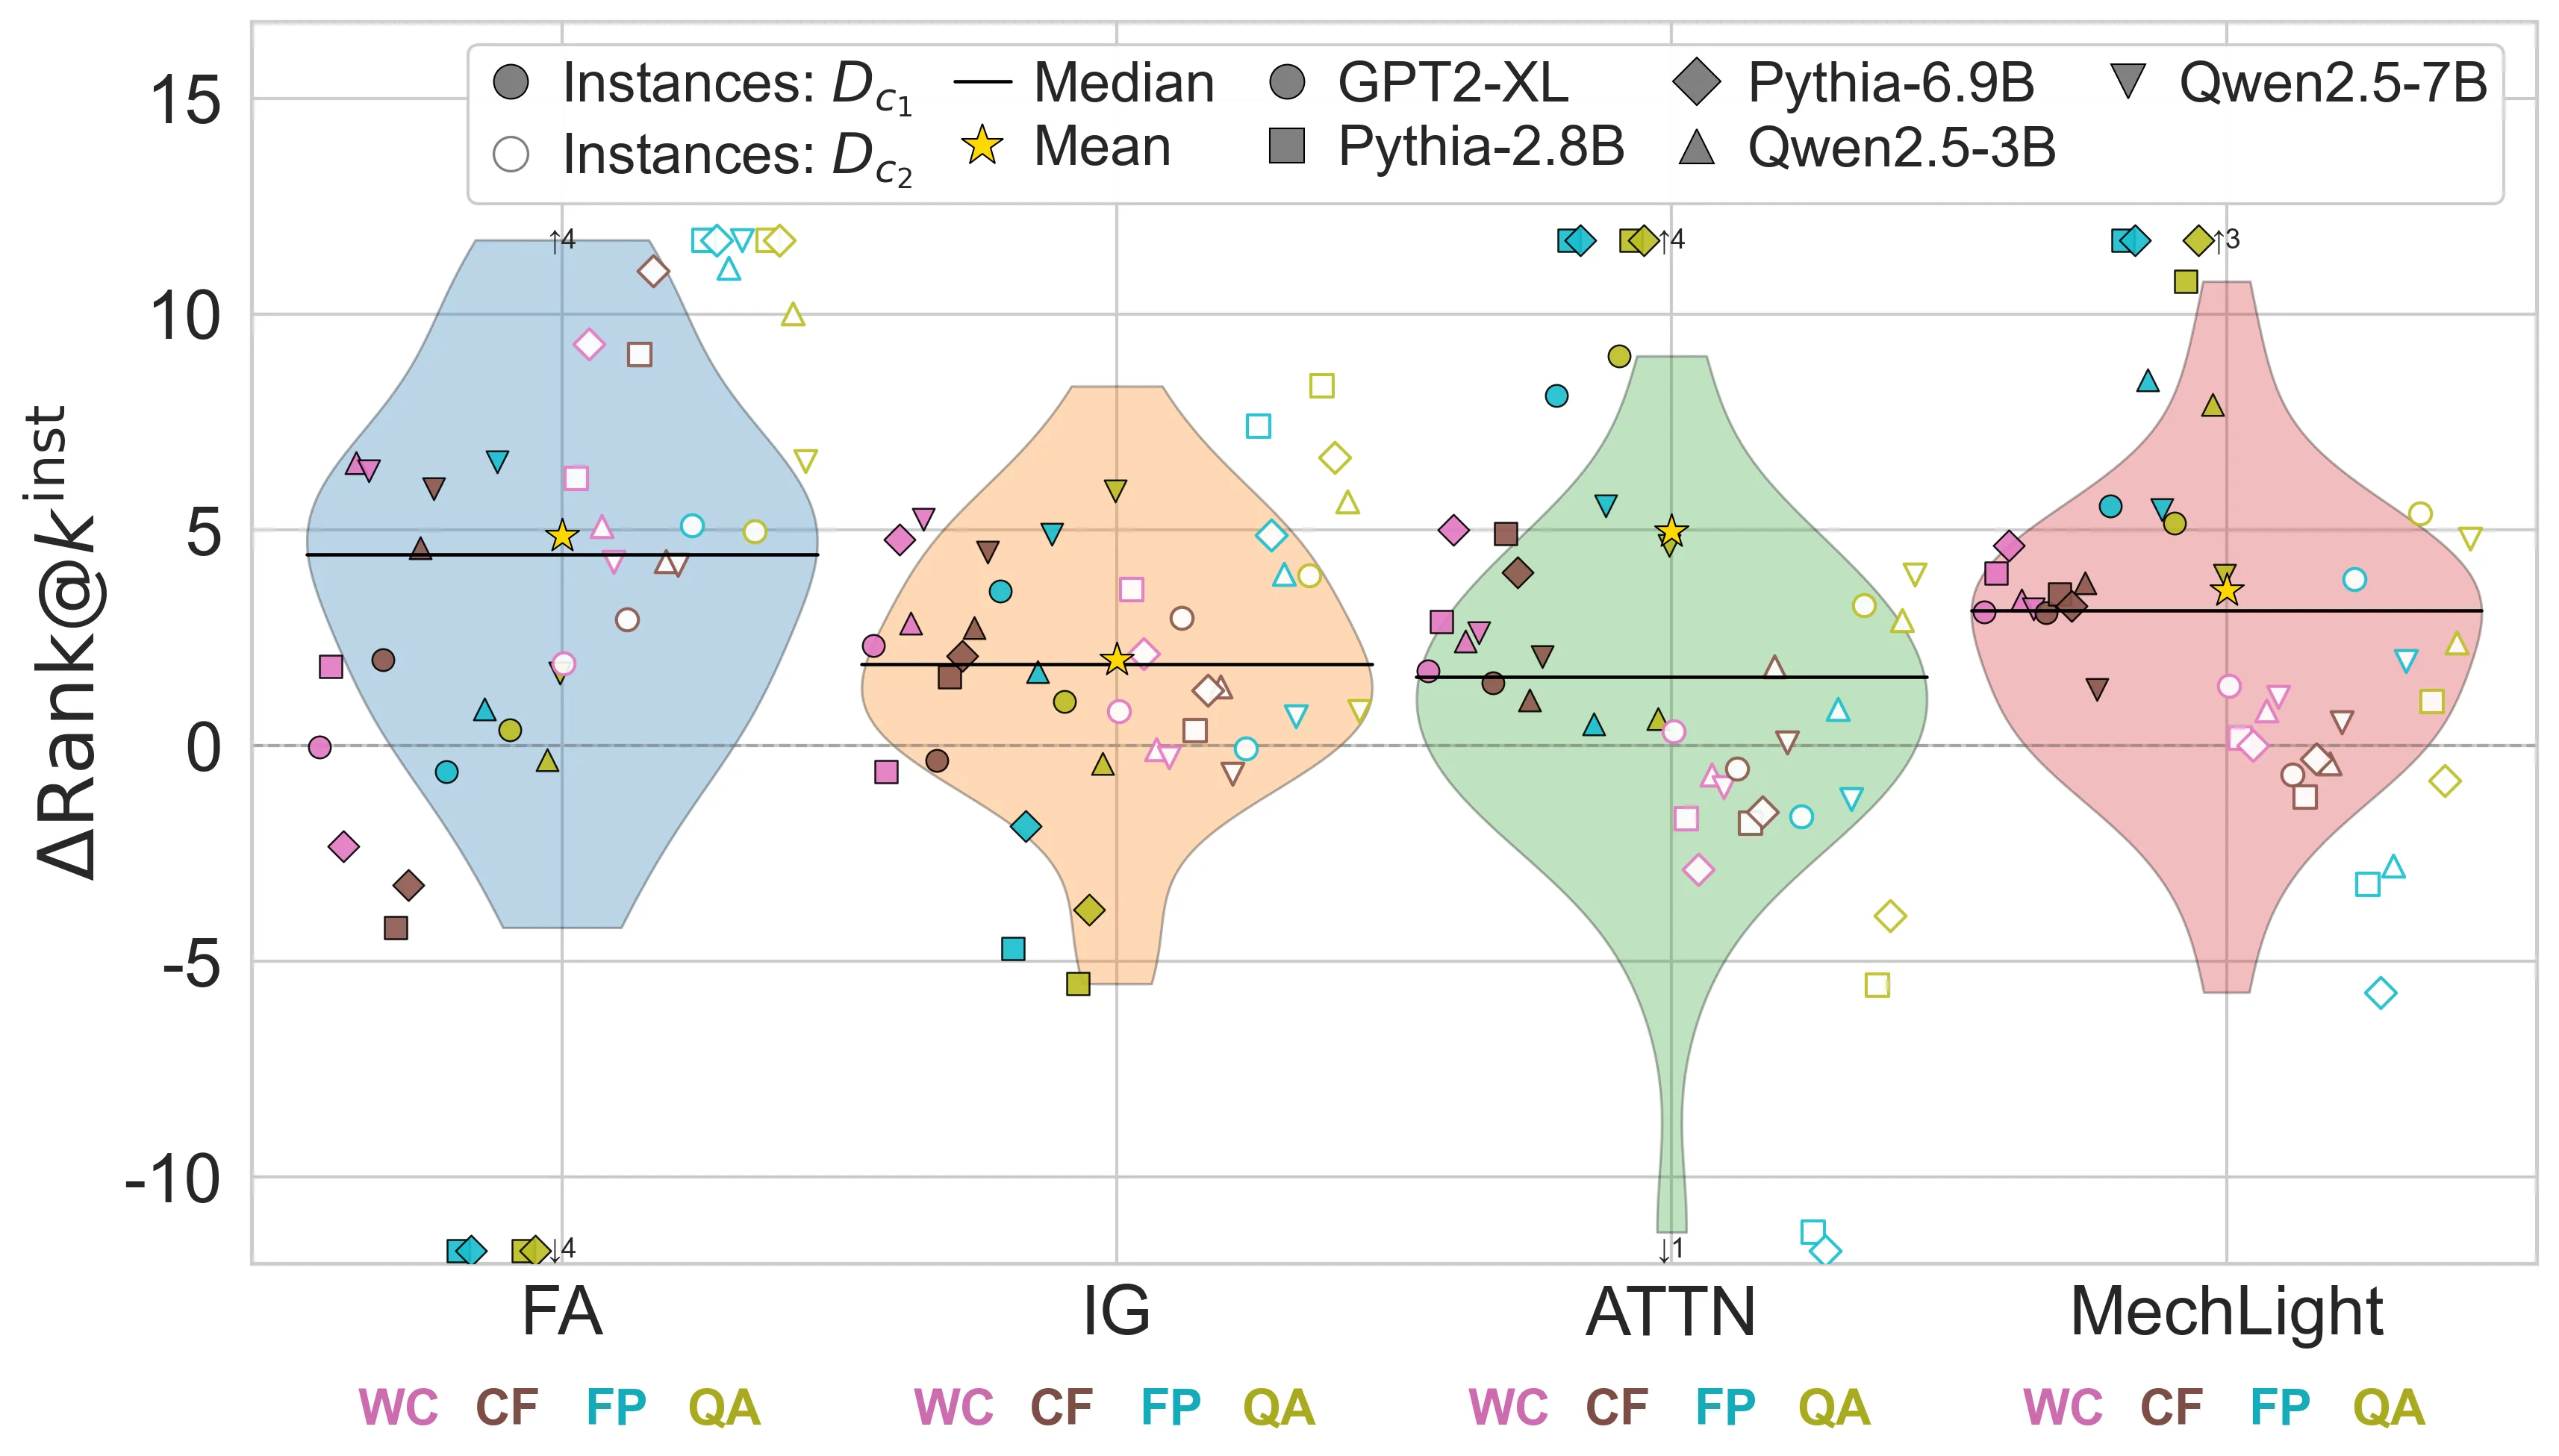 ΔRank@k^inst
15
10
5
0
-5
-10
Instances: D_c1
Instances: D_c2
Median
Mean
GPT2-XL
Pythia-2.8B
Pythia-6.9B
Qwen2.5-3B
Qwen2.5-7B
↑4
↑4
↑3
↓4
↓1
FA IG ATTN MechLight
WC CF FP QA WC CF FP QA WC CF FP QA WC CF FP QA